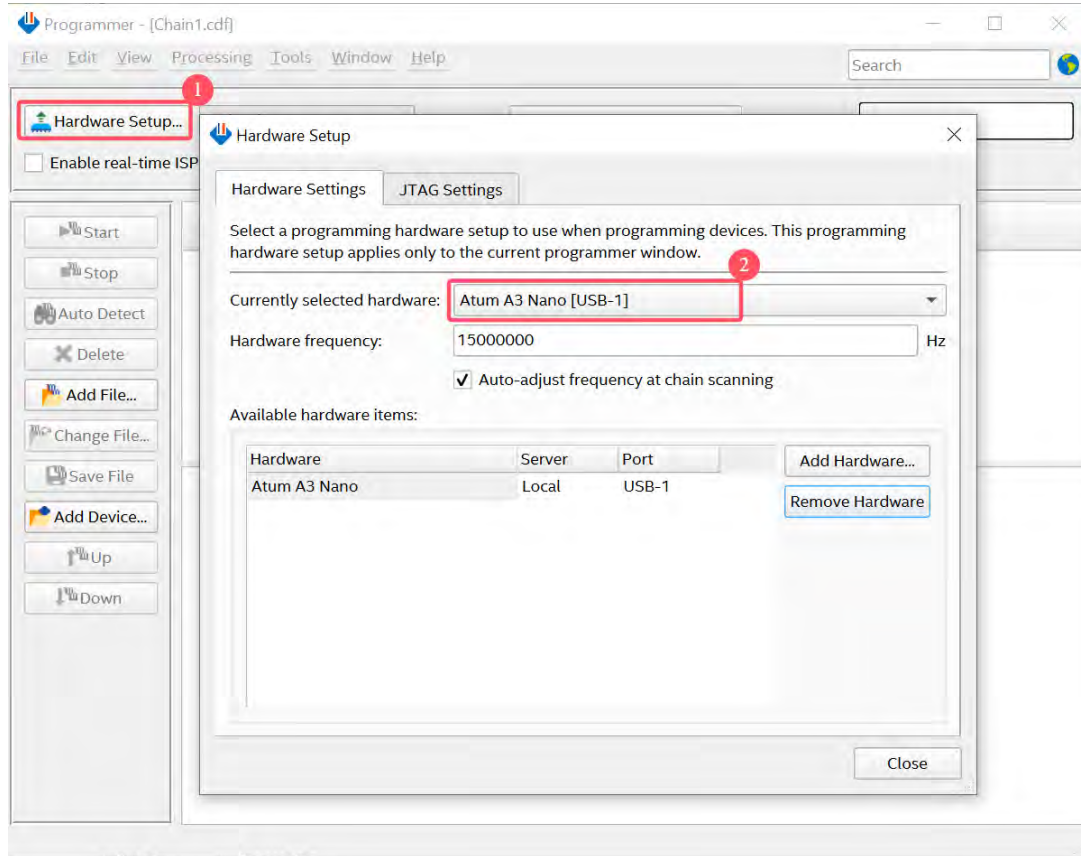 Programmer - [Chain1.cdf]
File Edit View Processing Tools Window Help
Search
1
Hardware Setup...
Enable real-time ISP
Start
Stop
Auto Detect
Delete
Add File...
Change File...
Save File
Add Device...
Up
Down
Hardware Setup
Hardware Settings JTAG Settings
Select a programming hardware setup to use when programming devices. This programming
hardware setup applies only to the current programmer window.
2
Currently selected hardware: Atum A3 Nano [USB-1]
Hardware frequency: 15000000 Hz
Auto-adjust frequency at chain scanning
Available hardware items:
Hardware Server Port
Atum A3 Nano Local USB-1
Add Hardware...
Remove Hardware
Close